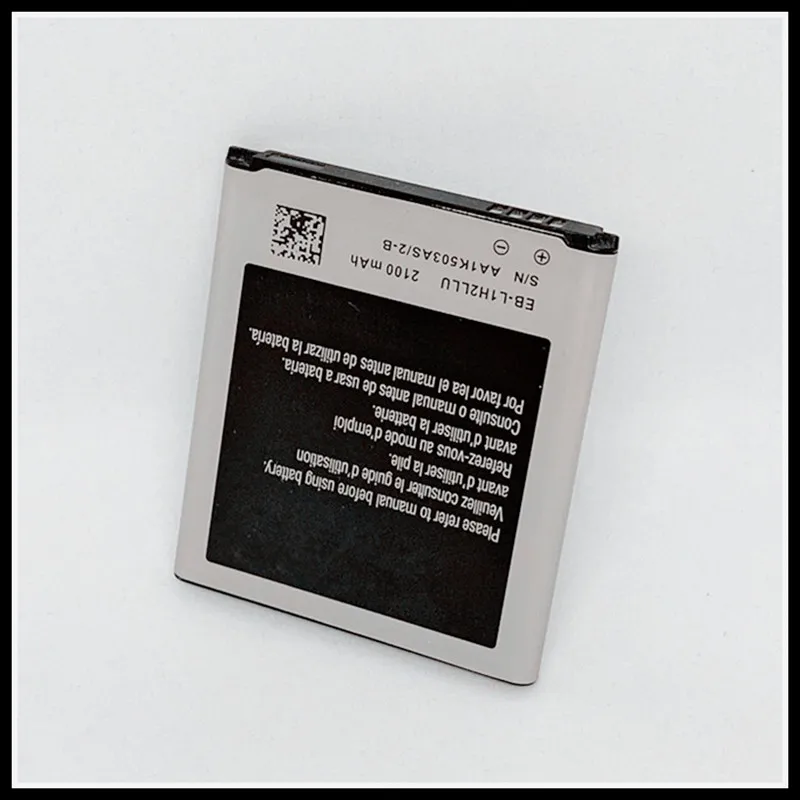 Please refer to manual before using battery.
Veuillez consulter le guide d'utilisation
avant d'utiliser la pile.
Referez-vous au mode d'emploi
avant d'utiliser la batterie.
Consulte o manual antes de usar a bateria.
Por favor lea el manual antes de utilizar la batería.
EB-L1H2LLU 2100 mAh
S/N AA1K503AS/2-B